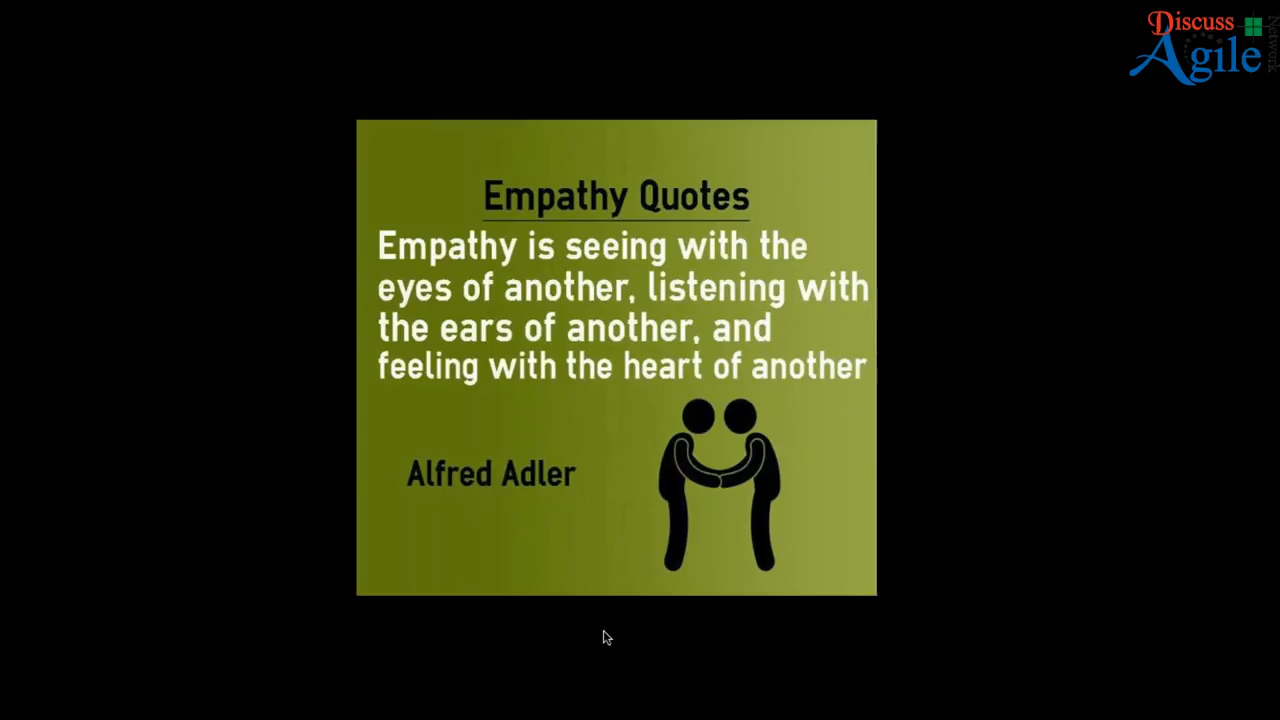 Discuss
Agile
Network
Empathy Quotes
Empathy is seeing with the
eyes of another, listening with
the ears of another, and
feeling with the heart of another
Alfred Adler